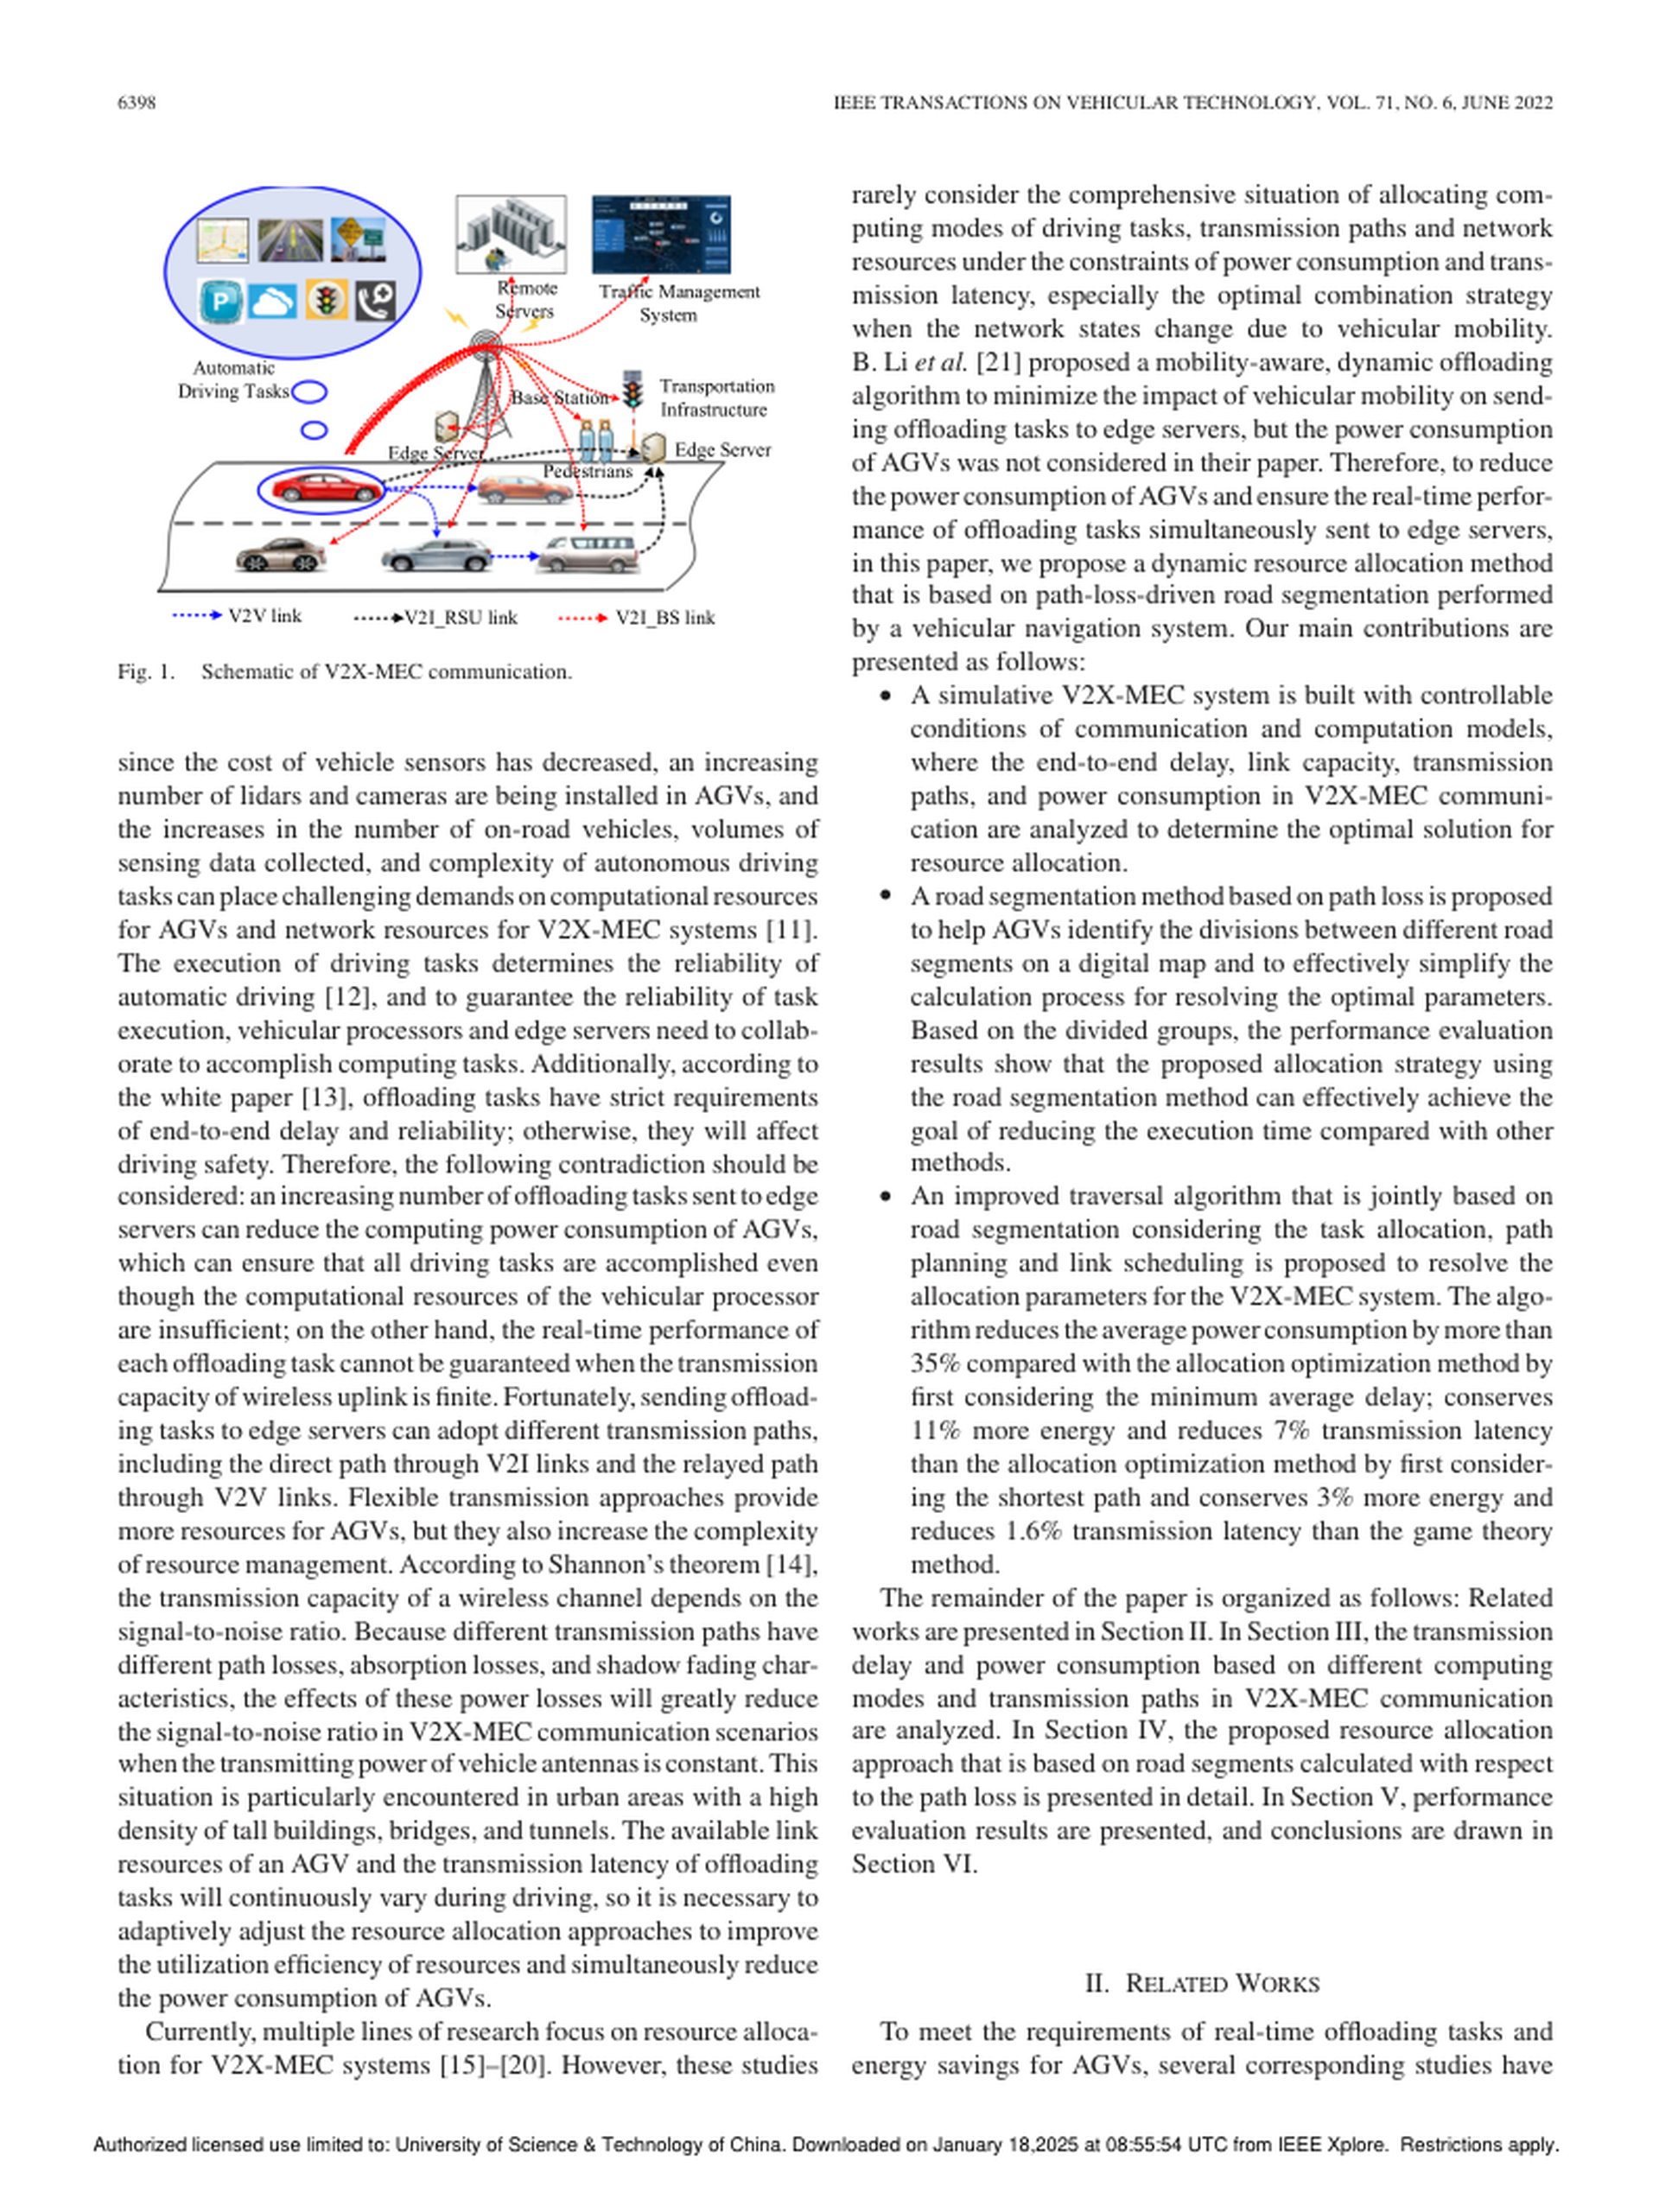 6398
IEEE TRANSACTIONS ON VEHICULAR TECHNOLOGY, VOL. 71, NO. 6, JUNE 2022
P
Remote
Servers
Traffic Management
System
Automatic
Driving Tasks
Base Station
Transportation
Infrastructure
Edge Server
Edge Server
Pedestrians
V2V link
V2I_RSU link
V2I_BS link
Fig. 1. Schematic of V2X-MEC communication.
since the cost of vehicle sensors has decreased, an increasing
number of lidars and cameras are being installed in AGVs, and
the increases in the number of on-road vehicles, volumes of
sensing data collected, and complexity of autonomous driving
tasks can place challenging demands on computational resources
for AGVs and network resources for V2X-MEC systems [11].
The execution of driving tasks determines the reliability of
automatic driving [12], and to guarantee the reliability of task
execution, vehicular processors and edge servers need to collab-
orate to accomplish computing tasks. Additionally, according to
the white paper [13], offloading tasks have strict requirements
of end-to-end delay and reliability; otherwise, they will affect
driving safety. Therefore, the following contradiction should be
considered: an increasing number of offloading tasks sent to edge
servers can reduce the computing power consumption of AGVs,
which can ensure that all driving tasks are accomplished even
though the computational resources of the vehicular processor
are insufficient; on the other hand, the real-time performance of
each offloading task cannot be guaranteed when the transmission
capacity of wireless uplink is finite. Fortunately, sending offload-
ing tasks to edge servers can adopt different transmission paths,
including the direct path through V2I links and the relayed path
through V2V links. Flexible transmission approaches provide
more resources for AGVs, but they also increase the complexity
of resource management. According to Shannon's theorem [14],
the transmission capacity of a wireless channel depends on the
signal-to-noise ratio. Because different transmission paths have
different path losses, absorption losses, and shadow fading char-
acteristics, the effects of these power losses will greatly reduce
the signal-to-noise ratio in V2X-MEC communication scenarios
when the transmitting power of vehicle antennas is constant. This
situation is particularly encountered in urban areas with a high
density of tall buildings, bridges, and tunnels. The available link
resources of an AGV and the transmission latency of offloading
tasks will continuously vary during driving, so it is necessary to
adaptively adjust the resource allocation approaches to improve
the utilization efficiency of resources and simultaneously reduce
the power consumption of AGVs.
Currently, multiple lines of research focus on resource alloca-
tion for V2X-MEC systems [15]–[20]. However, these studies
rarely consider the comprehensive situation of allocating com-
puting modes of driving tasks, transmission paths and network
resources under the constraints of power consumption and trans-
mission latency, especially the optimal combination strategy
when the network states change due to vehicular mobility.
B. Li et al. [21] proposed a mobility-aware, dynamic offloading
algorithm to minimize the impact of vehicular mobility on send-
ing offloading tasks to edge servers, but the power consumption
of AGVs was not considered in their paper. Therefore, to reduce
the power consumption of AGVs and ensure the real-time perfor-
mance of offloading tasks simultaneously sent to edge servers,
in this paper, we propose a dynamic resource allocation method
that is based on path-loss-driven road segmentation performed
by a vehicular navigation system. Our main contributions are
presented as follows:
• A simulative V2X-MEC system is built with controllable
conditions of communication and computation models,
where the end-to-end delay, link capacity, transmission
paths, and power consumption in V2X-MEC communi-
cation are analyzed to determine the optimal solution for
resource allocation.
• A road segmentation method based on path loss is proposed
to help AGVs identify the divisions between different road
segments on a digital map and to effectively simplify the
calculation process for resolving the optimal parameters.
Based on the divided groups, the performance evaluation
results show that the proposed allocation strategy using
the road segmentation method can effectively achieve the
goal of reducing the execution time compared with other
methods.
• An improved traversal algorithm that is jointly based on
road segmentation considering the task allocation, path
planning and link scheduling is proposed to resolve the
allocation parameters for the V2X-MEC system. The algo-
rithm reduces the average power consumption by more than
35% compared with the allocation optimization method by
first considering the minimum average delay; conserves
11% more energy and reduces 7% transmission latency
than the allocation optimization method by first consider-
ing the shortest path and conserves 3% more energy and
reduces 1.6% transmission latency than the game theory
method.
The remainder of the paper is organized as follows: Related
works are presented in Section II. In Section III, the transmission
delay and power consumption based on different computing
modes and transmission paths in V2X-MEC communication
are analyzed. In Section IV, the proposed resource allocation
approach that is based on road segments calculated with respect
to the path loss is presented in detail. In Section V, performance
evaluation results are presented, and conclusions are drawn in
Section VI.
II. RELATED WORKS
To meet the requirements of real-time offloading tasks and
energy savings for AGVs, several corresponding studies have
Authorized licensed use limited to: University of Science & Technology of China. Downloaded on January 18,2025 at 08:55:54 UTC from IEEE Xplore. Restrictions apply.